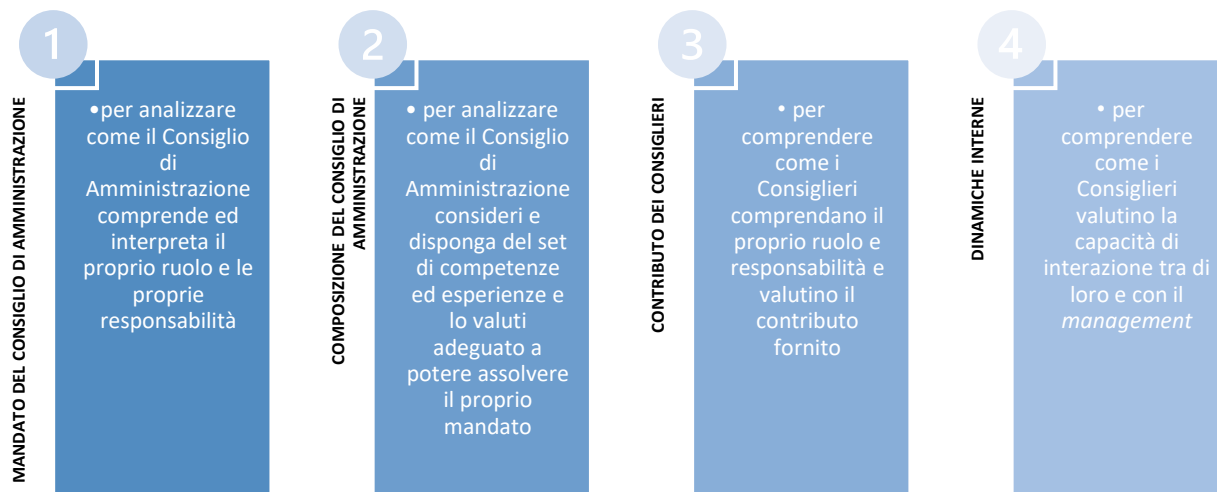 1
MANDATO DEL CONSIGLIO DI AMMINISTRAZIONE
•per analizzare
come il Consiglio
di
Amministrazione
comprende ed
interpreta il
proprio ruolo e le
proprie
responsabilità
2
COMPOSIZIONE DEL CONSIGLIO DI
AMMINISTRAZIONE
• per analizzare
come il Consiglio
di
Amministrazione
consideri e
disponga del set
di competenze
ed esperienze e
lo valuti
adeguato a
potere assolvere
il proprio
mandato
3
CONTRIBUTO DEI CONSIGLIERI
• per
comprendere
come i
Consiglieri
comprendano il
proprio ruolo e
responsabilità e
valutino il
contributo
fornito
4
DINAMICHE INTERNE
• per
comprendere
come i
Consiglieri
valutino la
capacità di
interazione tra di
loro e con il
management